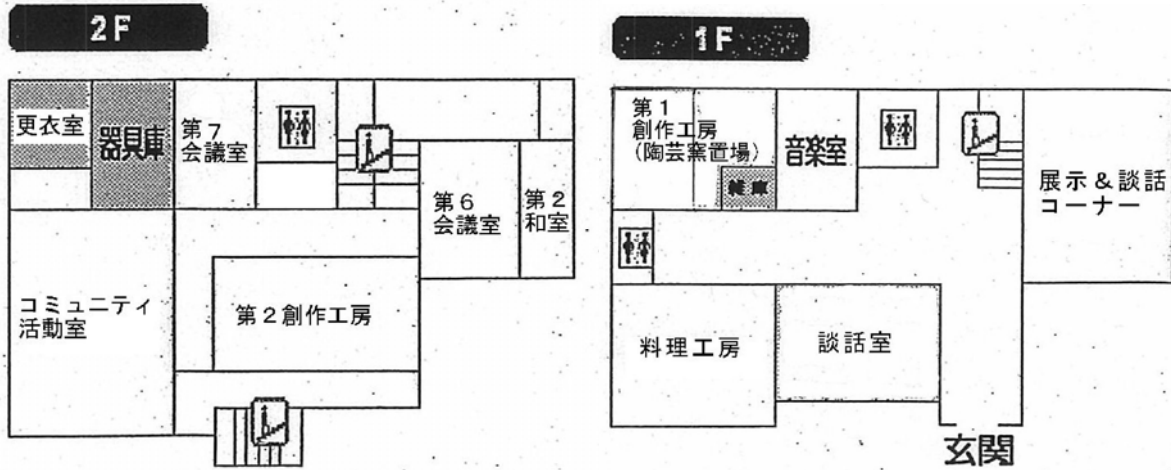 2F
更衣室
器具庫
第7
会議室
第6
会議室
第2
和室
コミュニティ
活動室
第2創作工房
1F
第1
創作工房
(陶芸窯置場)
雑庫
音楽室
展示&談話
コーナー
料理工房
談話室
玄関